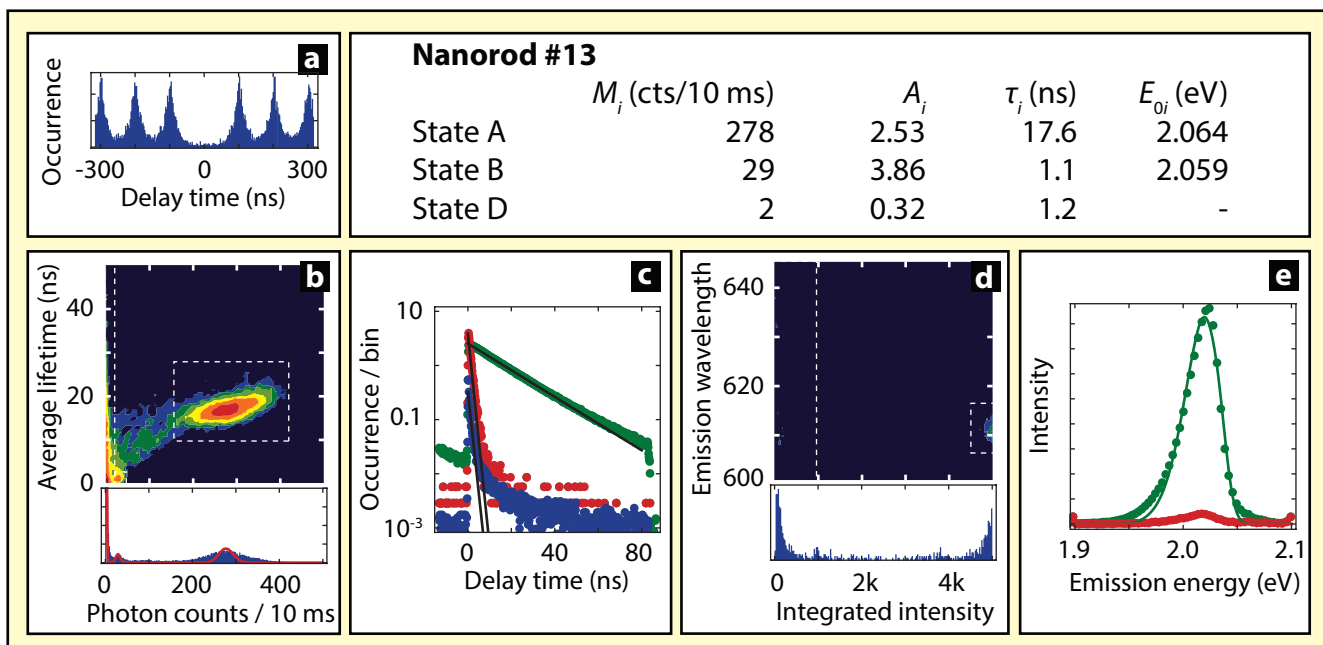 a
Occurrence
-300 0 300
Delay time (ns)
Nanorod #13
M_i (cts/10 ms) A_i τ_i (ns) E_0i (eV)
State A 278 2.53 17.6 2.064
State B 29 3.86 1.1 2.059
State D 2 0.32 1.2 -
b
Average lifetime (ns)
40
20
0
0 200 400
Photon counts / 10 ms
c
Occurrence / bin
10
0.1
10^-3
0 40 80
Delay time (ns)
d
Emission wavelength
640
620
600
0 2k 4k
Integrated intensity
e
Intensity
1.9 2.0 2.1
Emission energy (eV)